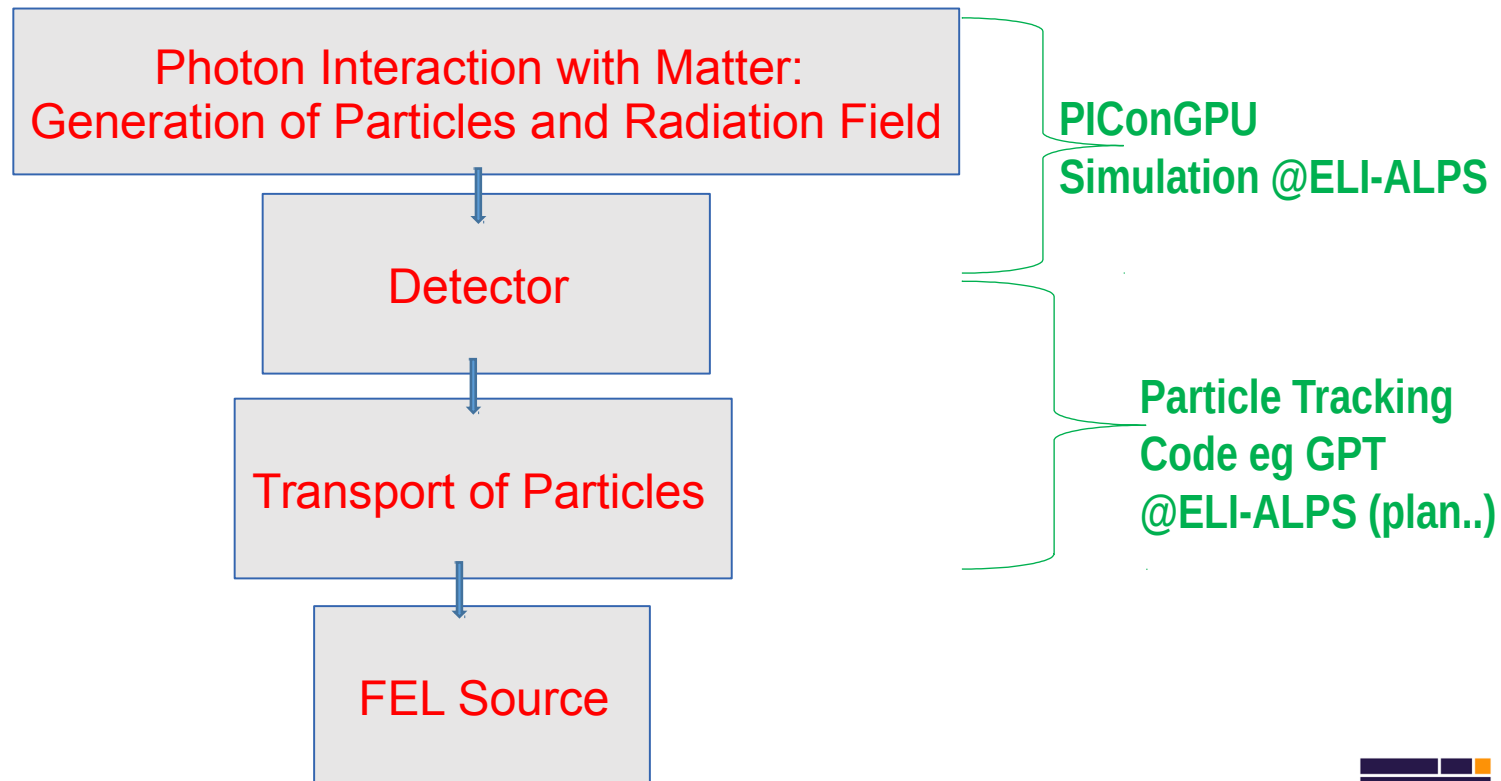 Photon Interaction with Matter:
Generation of Particles and Radiation Field
PIConGPU
Simulation @ELI-ALPS
Detector
Particle Tracking
Code eg GPT
@ELI-ALPS (plan..)
Transport of Particles
FEL Source